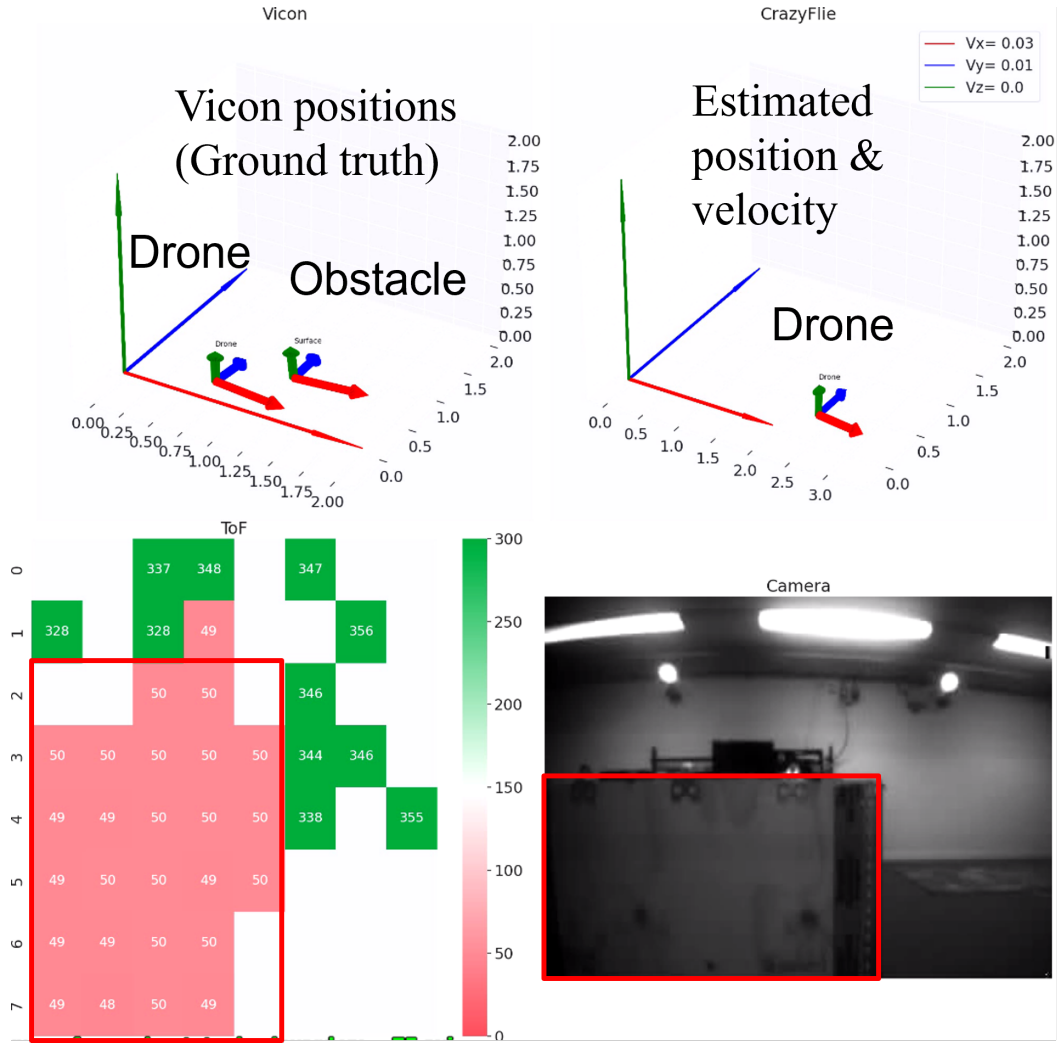 Vicon
Vicon positions
(Ground truth)
Drone
Obstacle
Drone
Surface
2.00
1.75
1.50
1.25
1.00
0.75
0.50
0.25
0.00
2.0
1.5
1.0
0.5
0.0
0.00
0.25
0.50
0.75
1.00
1.25
1.50
1.75
2.00
CrazyFlie
Vx= 0.03
Vy= 0.01
Vz= 0.0
Estimated
position &
velocity
Drone
Drone
2.00
1.75
1.50
1.25
1.00
0.75
0.50
0.25
0.00
2.0
1.5
1.0
0.5
0.0
0.0
0.5
1.0
1.5
2.0
2.5
3.0
ToF
0 337 348 347
1 328 328 49 356
2 50 50 346
3 50 50 50 50 50 344 346
4 49 49 50 50 50 338 355
5 49 50 50 49 50
6 49 49 50 50
7 49 48 50 49
300
250
200
150
100
50
0
Camera